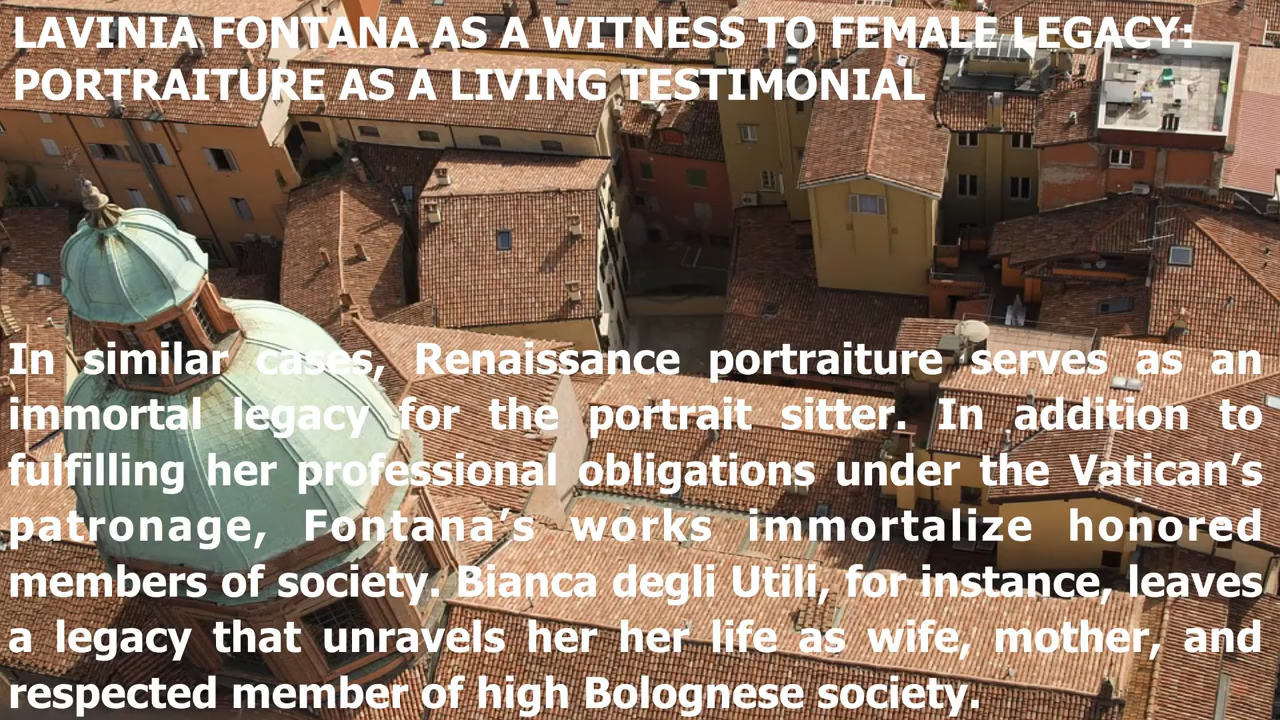 LAVINIA FONTANA AS A WITNESS TO FEMALE LEGACY:
PORTRAITURE AS A LIVING TESTIMONIAL
In similar cases, Renaissance portraiture serves as an
immortal legacy for the portrait sitter. In addition to
fulfilling her professional obligations under the Vatican’s
patronage, Fontana’s works immortalize honored
members of society. Bianca degli Utili, for instance, leaves
a legacy that unravels her her life as wife, mother, and
respected member of high Bolognese society.